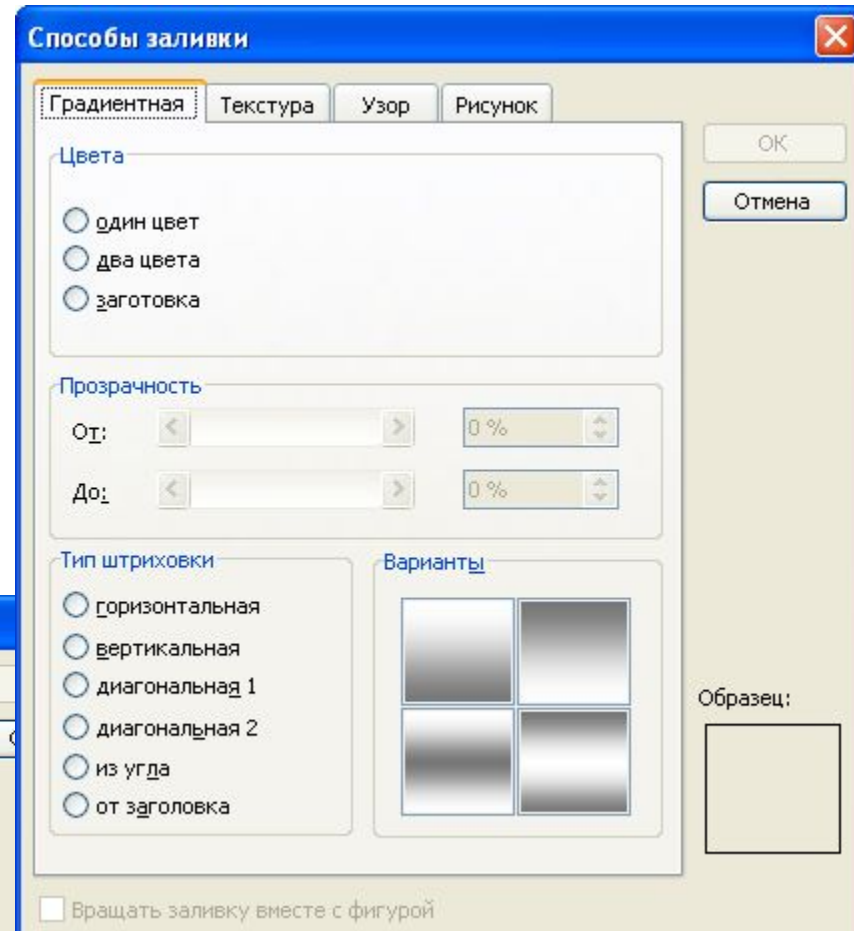 Способы заливки
Градиентная Текстура Узор Рисунок
Цвета
один цвет
два цвета
заготовка
ОК
Отмена
Прозрачность
От: 0 %
До: 0 %
Тип штриховки
горизонтальная
вертикальная
диагональная 1
диагональная 2
из угла
от заголовка
Варианты
Образец:
Вращать заливку вместе с фигурой